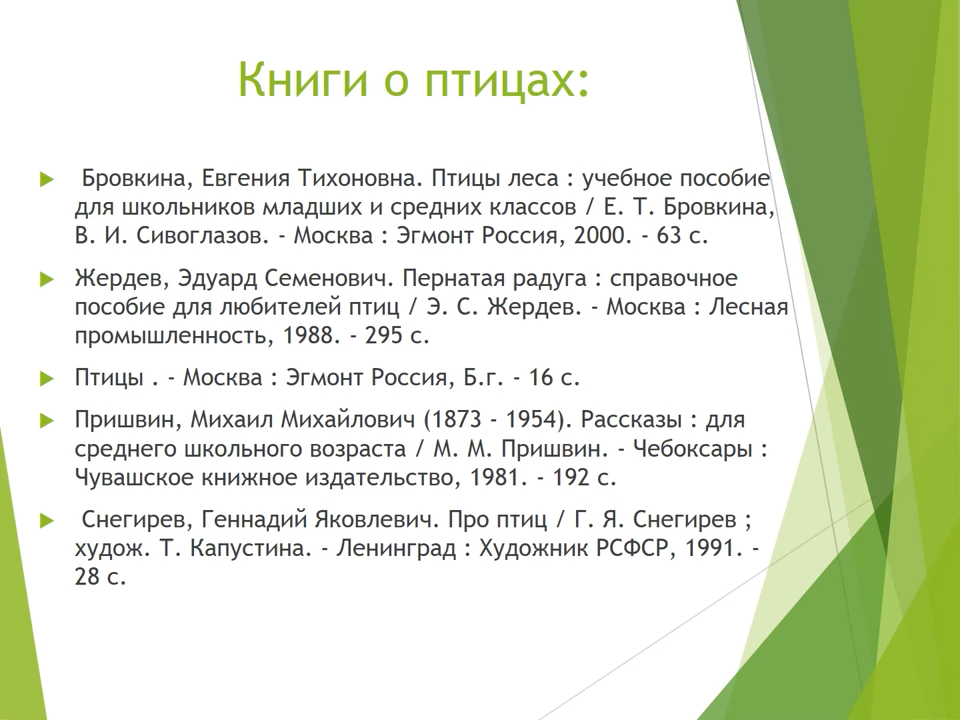 Книги о птицах:
Бровкина, Евгения Тихоновна. Птицы леса : учебное пособие
для школьников младших и средних классов / Е. Т. Бровкина,
В. И. Сивоглазов. - Москва : Эгмонт Россия, 2000. - 63 с.
Жердев, Эдуард Семенович. Пернатая радуга : справочное
пособие для любителей птиц / Э. С. Жердев. - Москва : Лесная
промышленность, 1988. - 295 с.
Птицы . - Москва : Эгмонт Россия, Б.г. - 16 с.
Пришвин, Михаил Михайлович (1873 - 1954). Рассказы : для
среднего школьного возраста / М. М. Пришвин. - Чебоксары :
Чувашское книжное издательство, 1981. - 192 с.
Снегирев, Геннадий Яковлевич. Про птиц / Г. Я. Снегирев ;
худож. Т. Капустина. - Ленинград : Художник РСФСР, 1991. -
28 с.